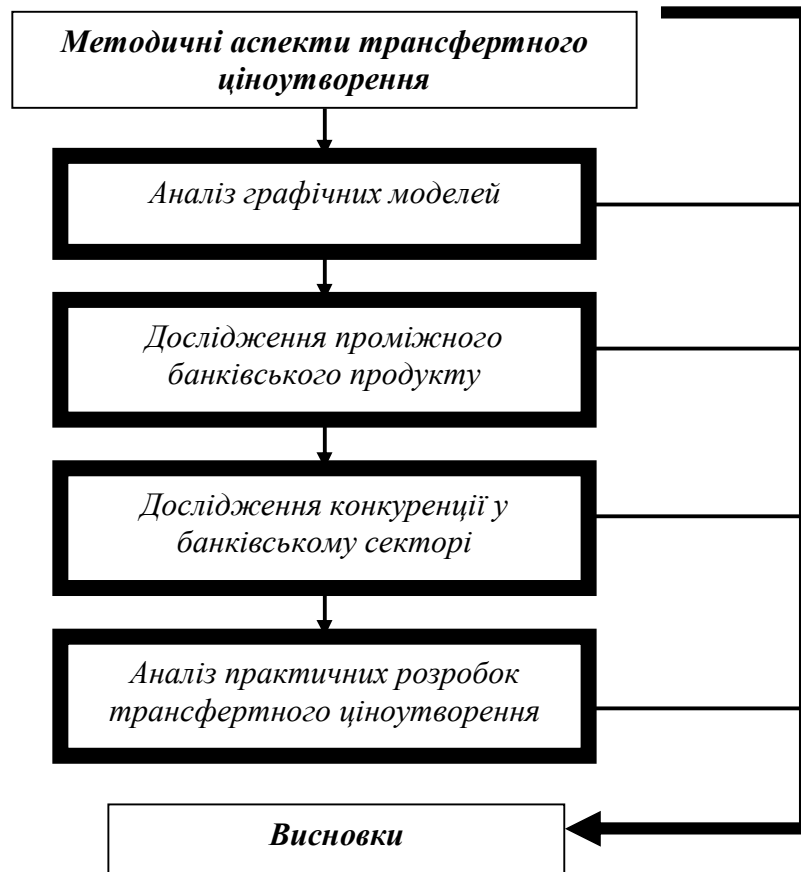 Методичні аспекти трансфертного
ціноутворення
Аналіз графічних моделей
Дослідження проміжного
банківського продукту
Дослідження конкуренції у
банківському секторі
Аналіз практичних розробок
трансфертного ціноутворення
Висновки